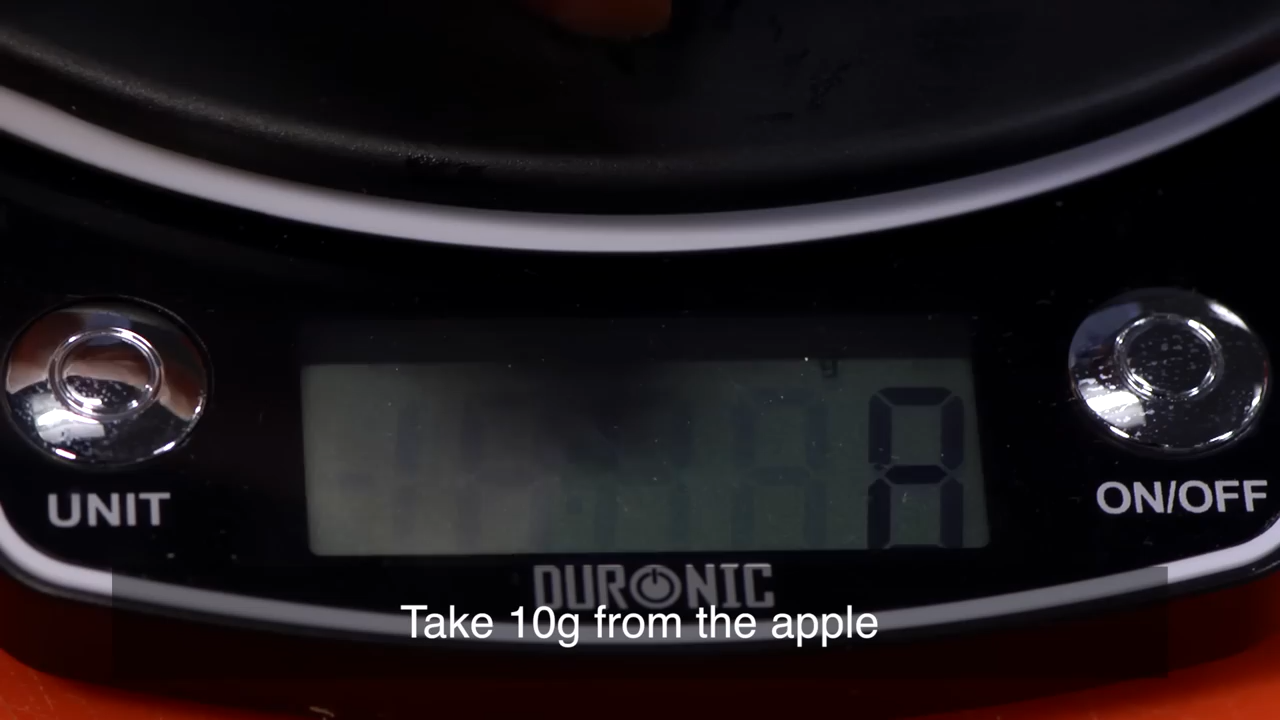 A
UNIT
ON/OFF
DURONIC
Take 10g from the apple